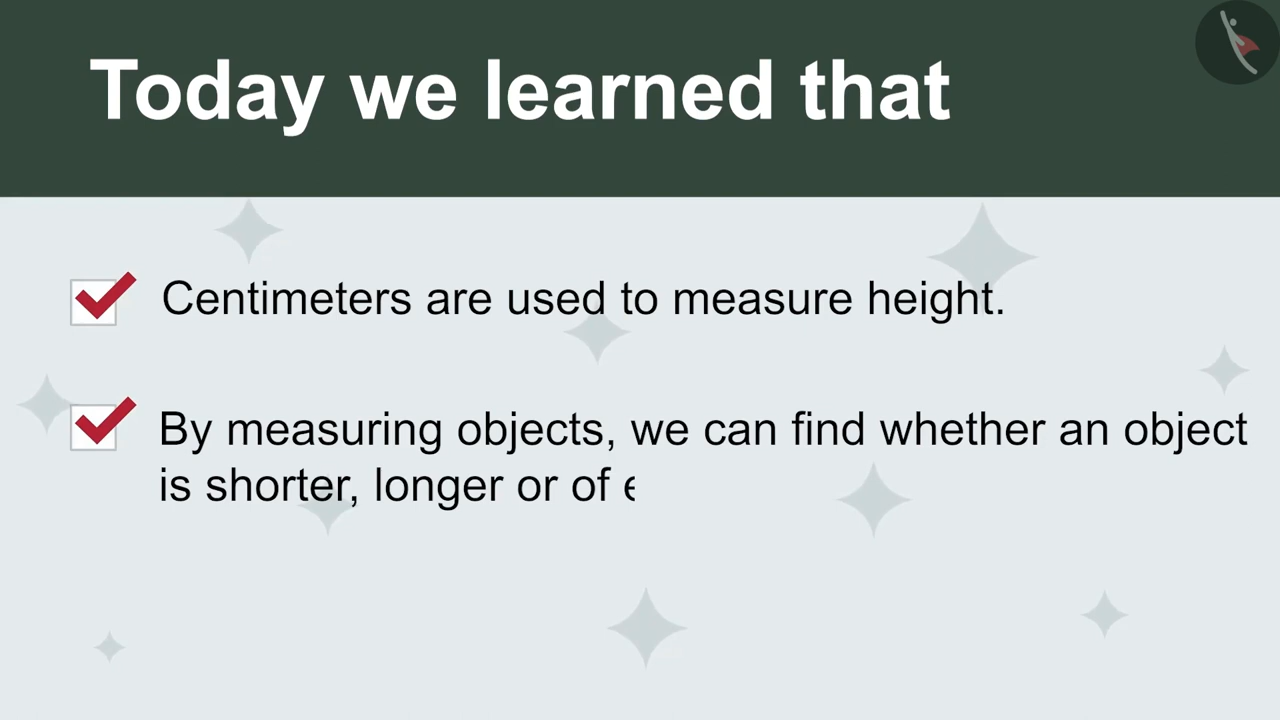 Today we learned that
Centimeters are used to measure height.
By measuring objects, we can find whether an object
is shorter, longer or of